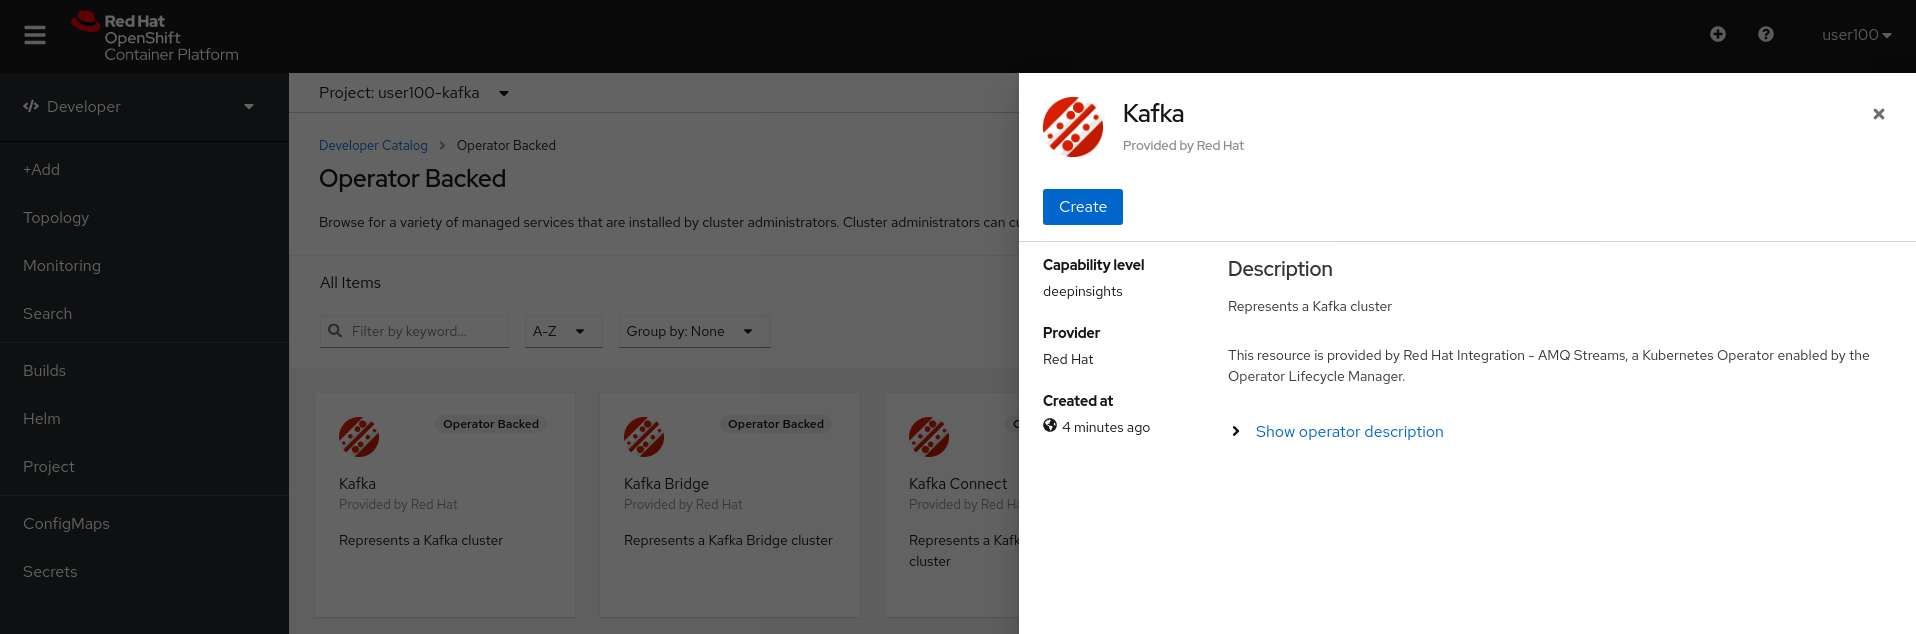 Red Hat
OpenShift
Container Platform
user100
Developer
+Add
Topology
Monitoring
Search
Builds
Helm
Project
ConfigMaps
Secrets
Project: user100-kafka
Developer Catalog > Operator Backed
Operator Backed
Browse for a variety of managed services that are installed by cluster administrators. Cluster administrators can
All Items
Filter by keyword...
A-Z
Group by: None
Operator Backed
Kafka
Provided by Red Hat
Represents a Kafka cluster
Operator Backed
Kafka Bridge
Provided by Red Hat
Represents a Kafka Bridge cluster
Kafka Connect
Provided by Red
Represents a
cluster
Kafka
Provided by Red Hat
Create
Capability level
deepinsights
Provider
Red Hat
Created at
4 minutes ago
Description
Represents a Kafka cluster
This resource is provided by Red Hat Integration - AMQ Streams, a Kubernetes Operator enabled by the
Operator Lifecycle Manager.
Show operator description